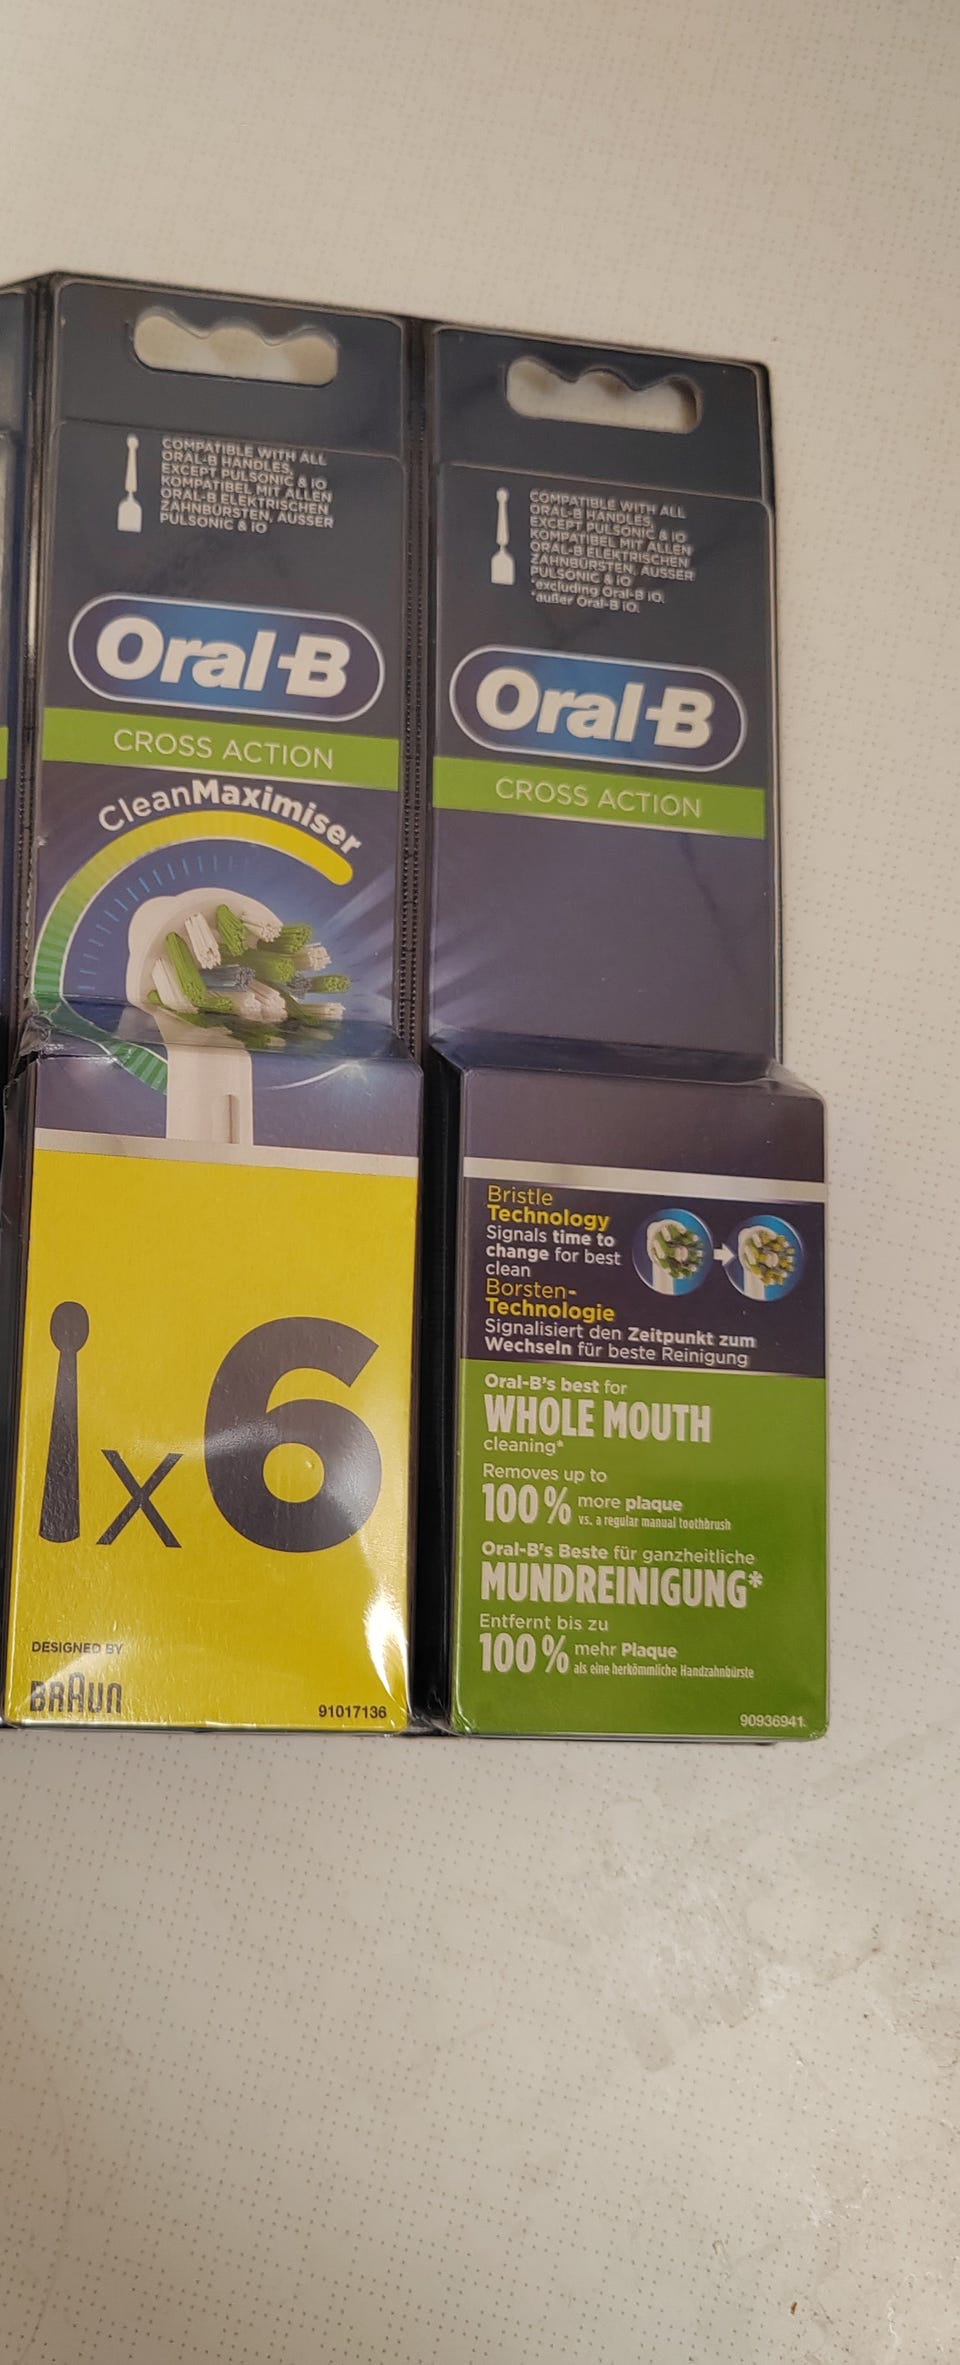 COMPATIBLE WITH ALL
ORAL-B HANDLES,
EXCEPT PULSONIC & iO
KOMPATIBEL MIT ALLEN
ORAL-B ELEKTRISCHEN
ZAHNBÜRSTEN, AUSSER
PULSONIC & iO
Oral-B
CROSS ACTION
CleanMaximiser
x6
DESIGNED BY
BRAUN
91017136
COMPATIBLE WITH ALL
ORAL-B HANDLES,
EXCEPT PULSONIC & iO
KOMPATIBEL MIT ALLEN
ORAL-B ELEKTRISCHEN
ZAHNBÜRSTEN, AUSSER
PULSONIC & iO
*excluding Oral-B iO.
*außer Oral-B iO.
Oral-B
CROSS ACTION
Bristle
Technology
Signals time to
change for best
clean
Borsten-
Technologie
Signalisiert den Zeitpunkt zum
Wechseln für beste Reinigung
Oral-B's best for
WHOLE MOUTH
cleaning*
Removes up to
100% more plaque
vs. a regular manual toothbrush
Oral-B's Beste für ganzheitliche
MUNDREINIGUNG*
Entfernt bis zu
100% mehr Plaque
als eine herkömmliche Handzahnbürste
90936941